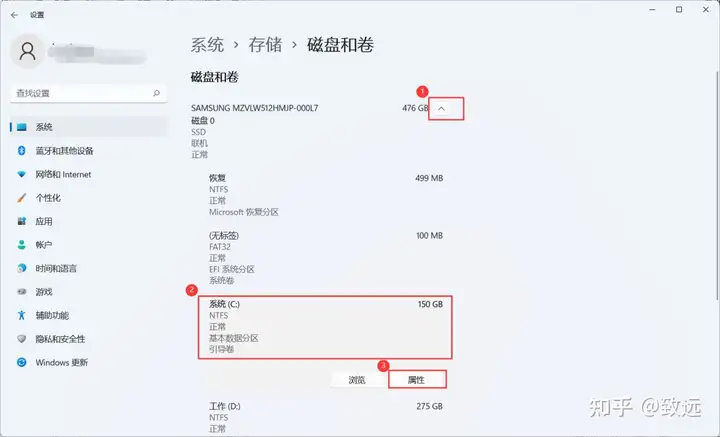 设置
系统 > 存储 > 磁盘和卷
查找设置
系统
蓝牙和其他设备
网络和 Internet
个性化
应用
帐户
时间和语言
游戏
辅助功能
隐私和安全性
Windows 更新
磁盘和卷
SAMSUNG MZVLW512HMJP-000L7 476 GB
1
磁盘 0
SSD
联机
正常
恢复 499 MB
NTFS
正常
Microsoft 恢复分区
(无标签) 100 MB
FAT32
正常
EFI 系统分区
系统卷
2
系统 (C:) 150 GB
NTFS
正常
基本数据分区
引导卷
3
浏览 属性
工作 (D:) 275 GB
NTFS
正常
知乎 @致远